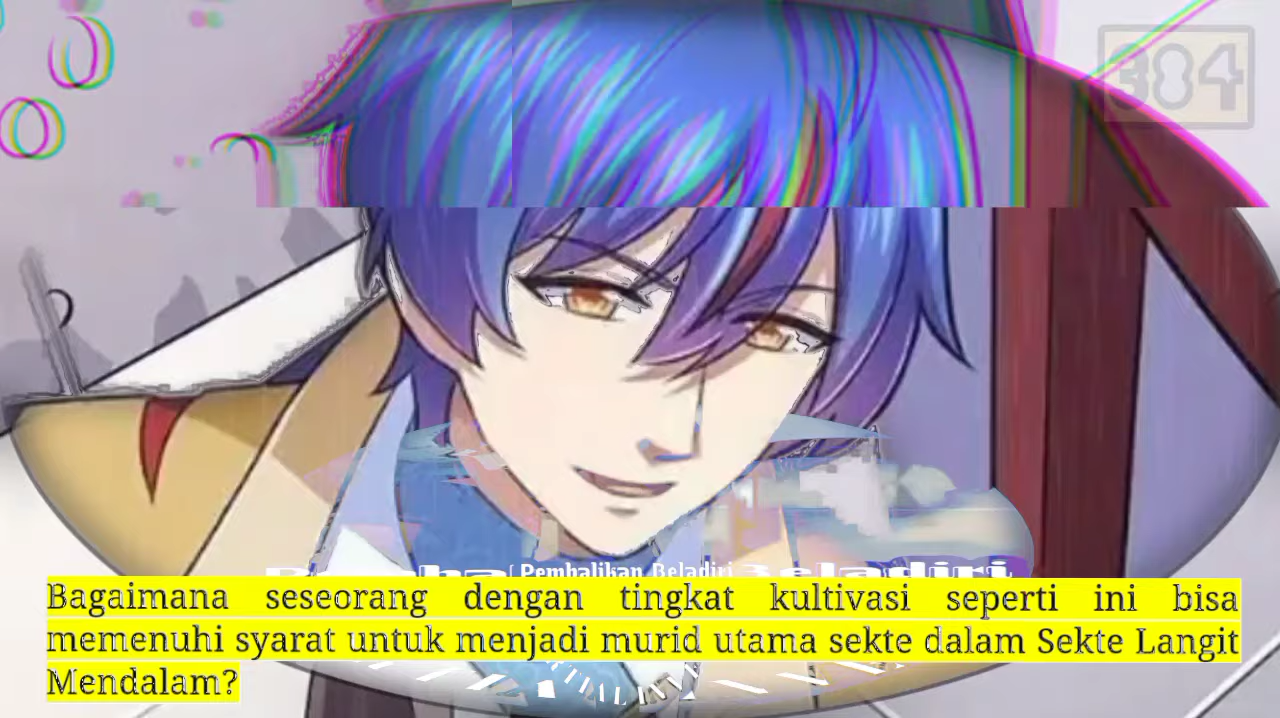 384
Pembalikan Beladiri
Bagaimana seseorang dengan tingkat kultivasi seperti ini bisa
memenuhi syarat untuk menjadi murid utama sekte dalam Sekte Langit
Mendalam?